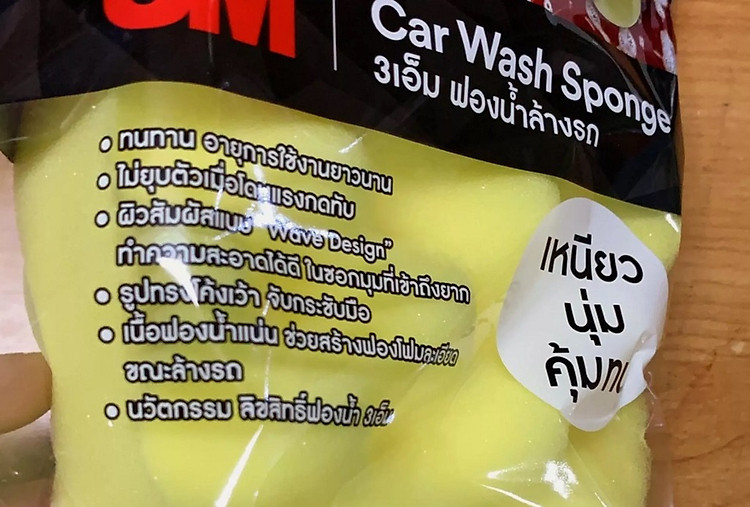 3M
Car Wash Sponge
3เอ็ม ฟองน้ำล้างรถ
• ทนทาน อายุการใช้งานยาวนาน
• ไม่ยุบตัวเมื่อโดนแรงกดทับ
• ผิวสัมผัสแบบ "Wave Design"
ทำความสะอาดได้ดี ในซอกมุมที่เข้าถึงยาก
• รูปทรงโค้งเว้า จับกระชับมือ
• เนื้อฟองน้ำแน่น ช่วยสร้างฟองโฟมละเอียด
ขณะล้างรถ
• นวัตกรรม ลิขสิทธิ์ฟองน้ำ 3เอ็ม
เหนียว
นุ่ม
คุ้มทน